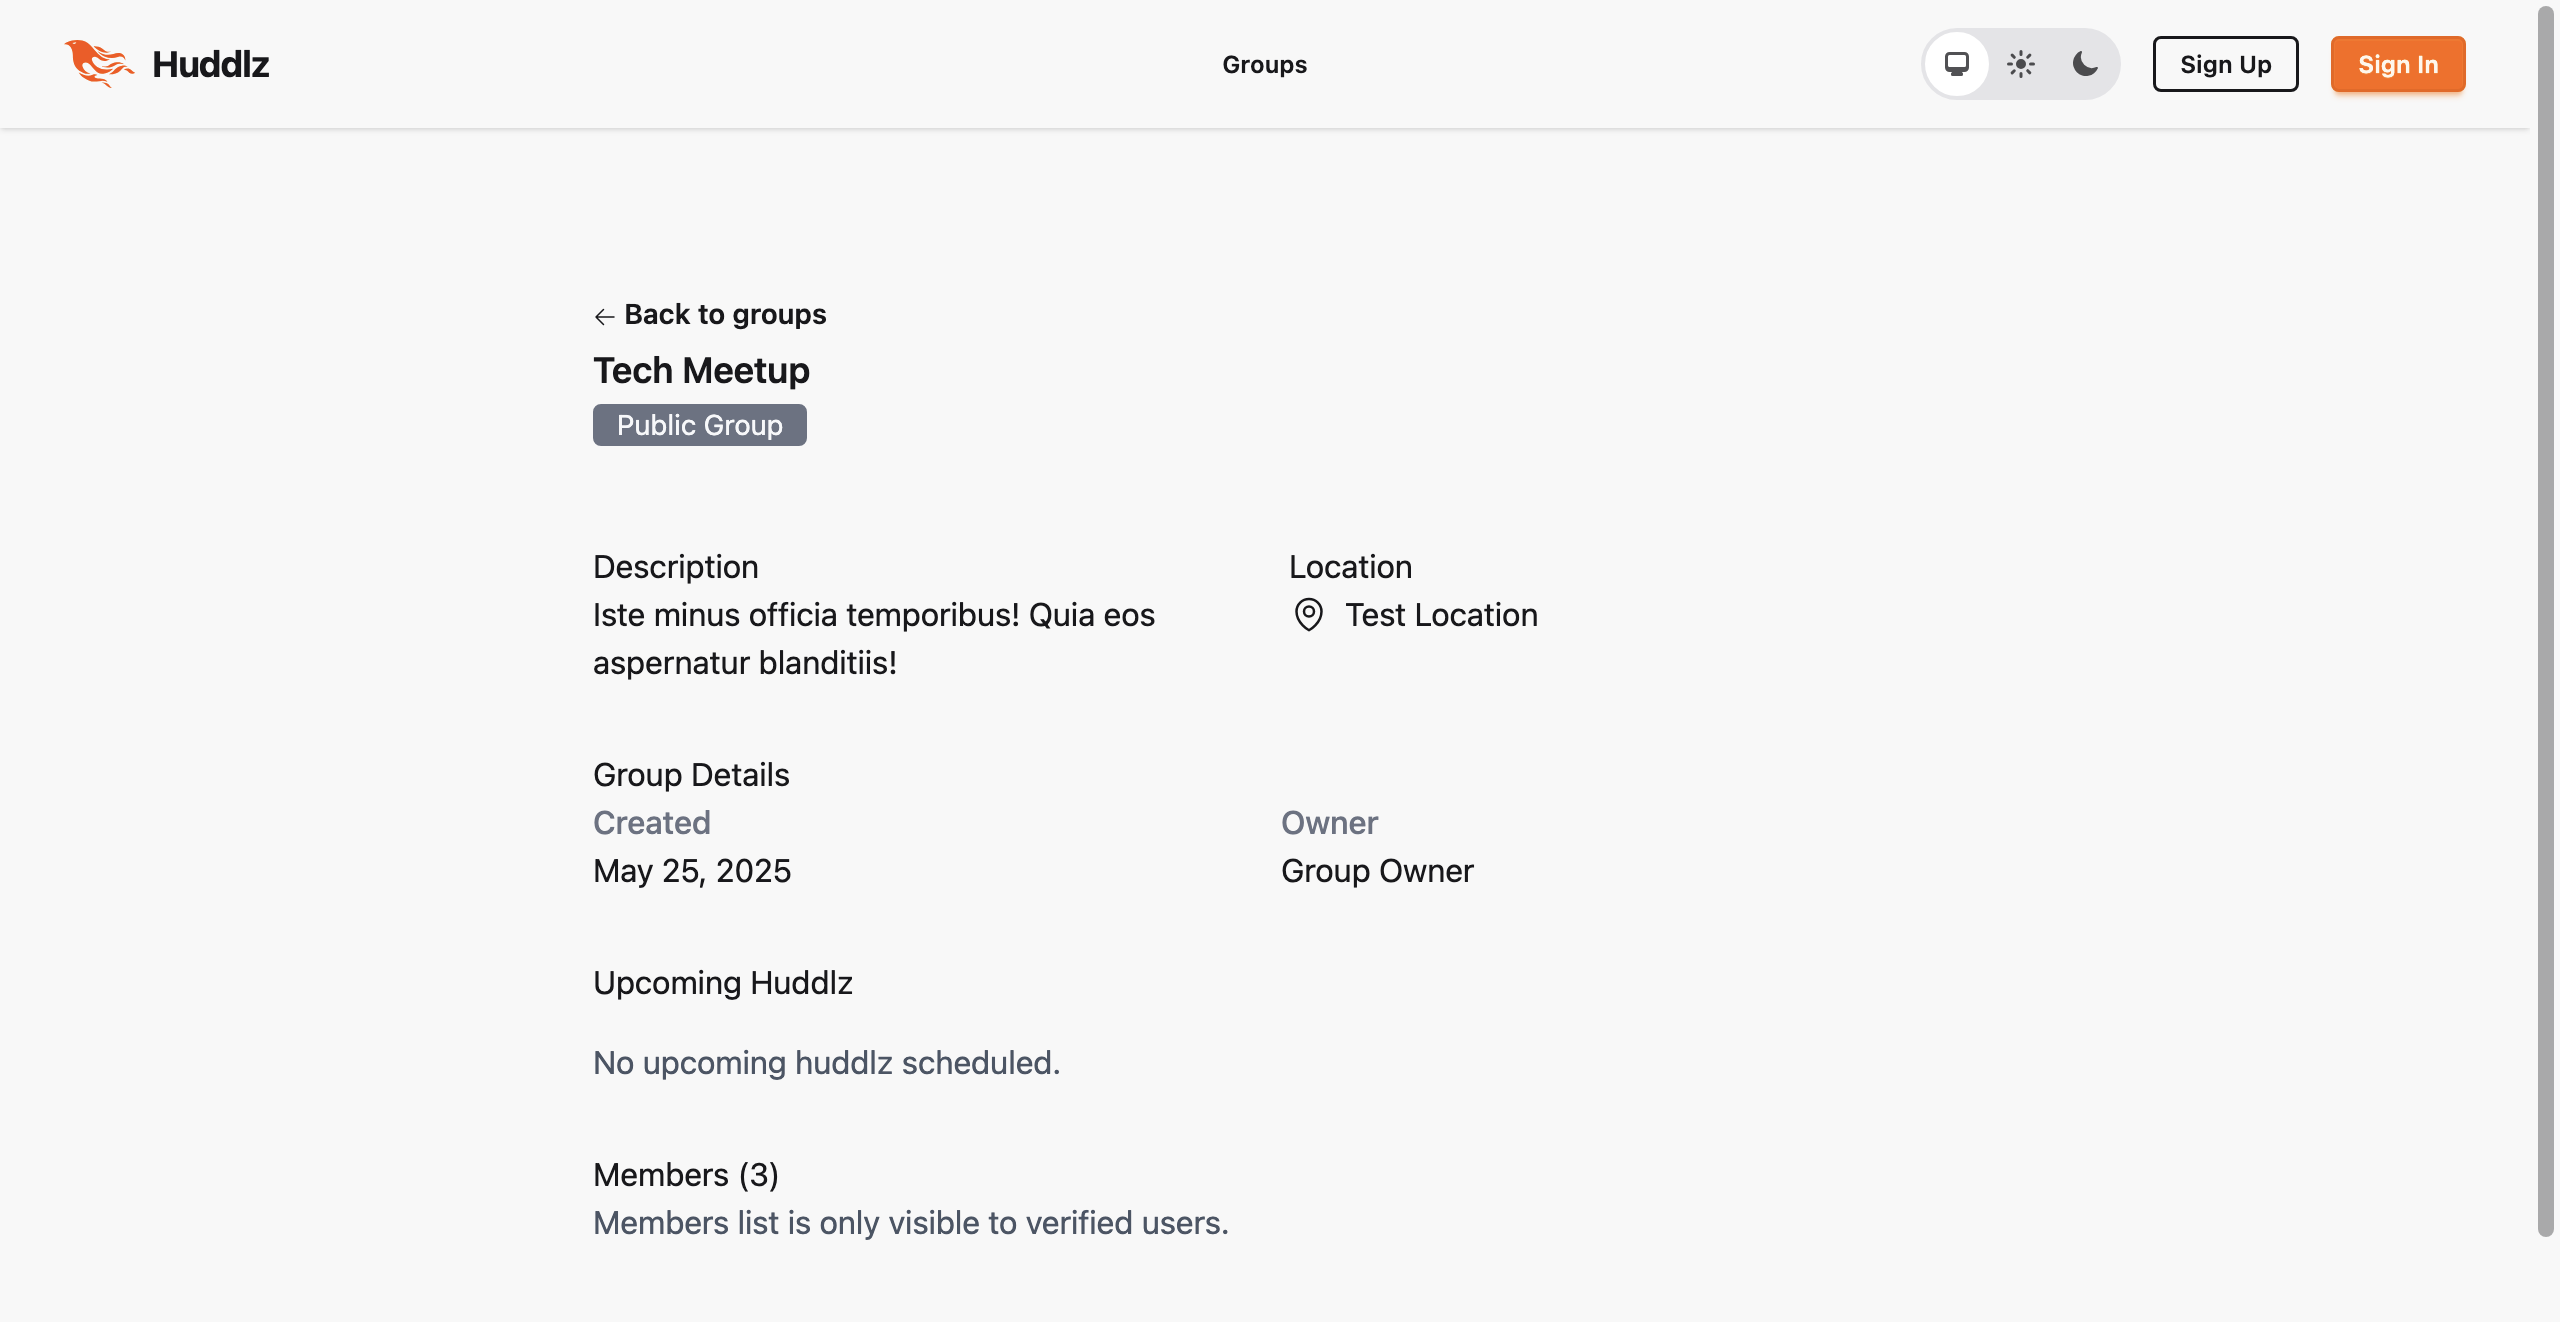 Huddlz
Groups
Sign Up
Sign In
← Back to groups
Tech Meetup
Public Group
Description
Iste minus officia temporibus! Quia eos
aspernatur blanditiis!
Location
Test Location
Group Details
Created
May 25, 2025
Owner
Group Owner
Upcoming Huddlz
No upcoming huddlz scheduled.
Members (3)
Members list is only visible to verified users.